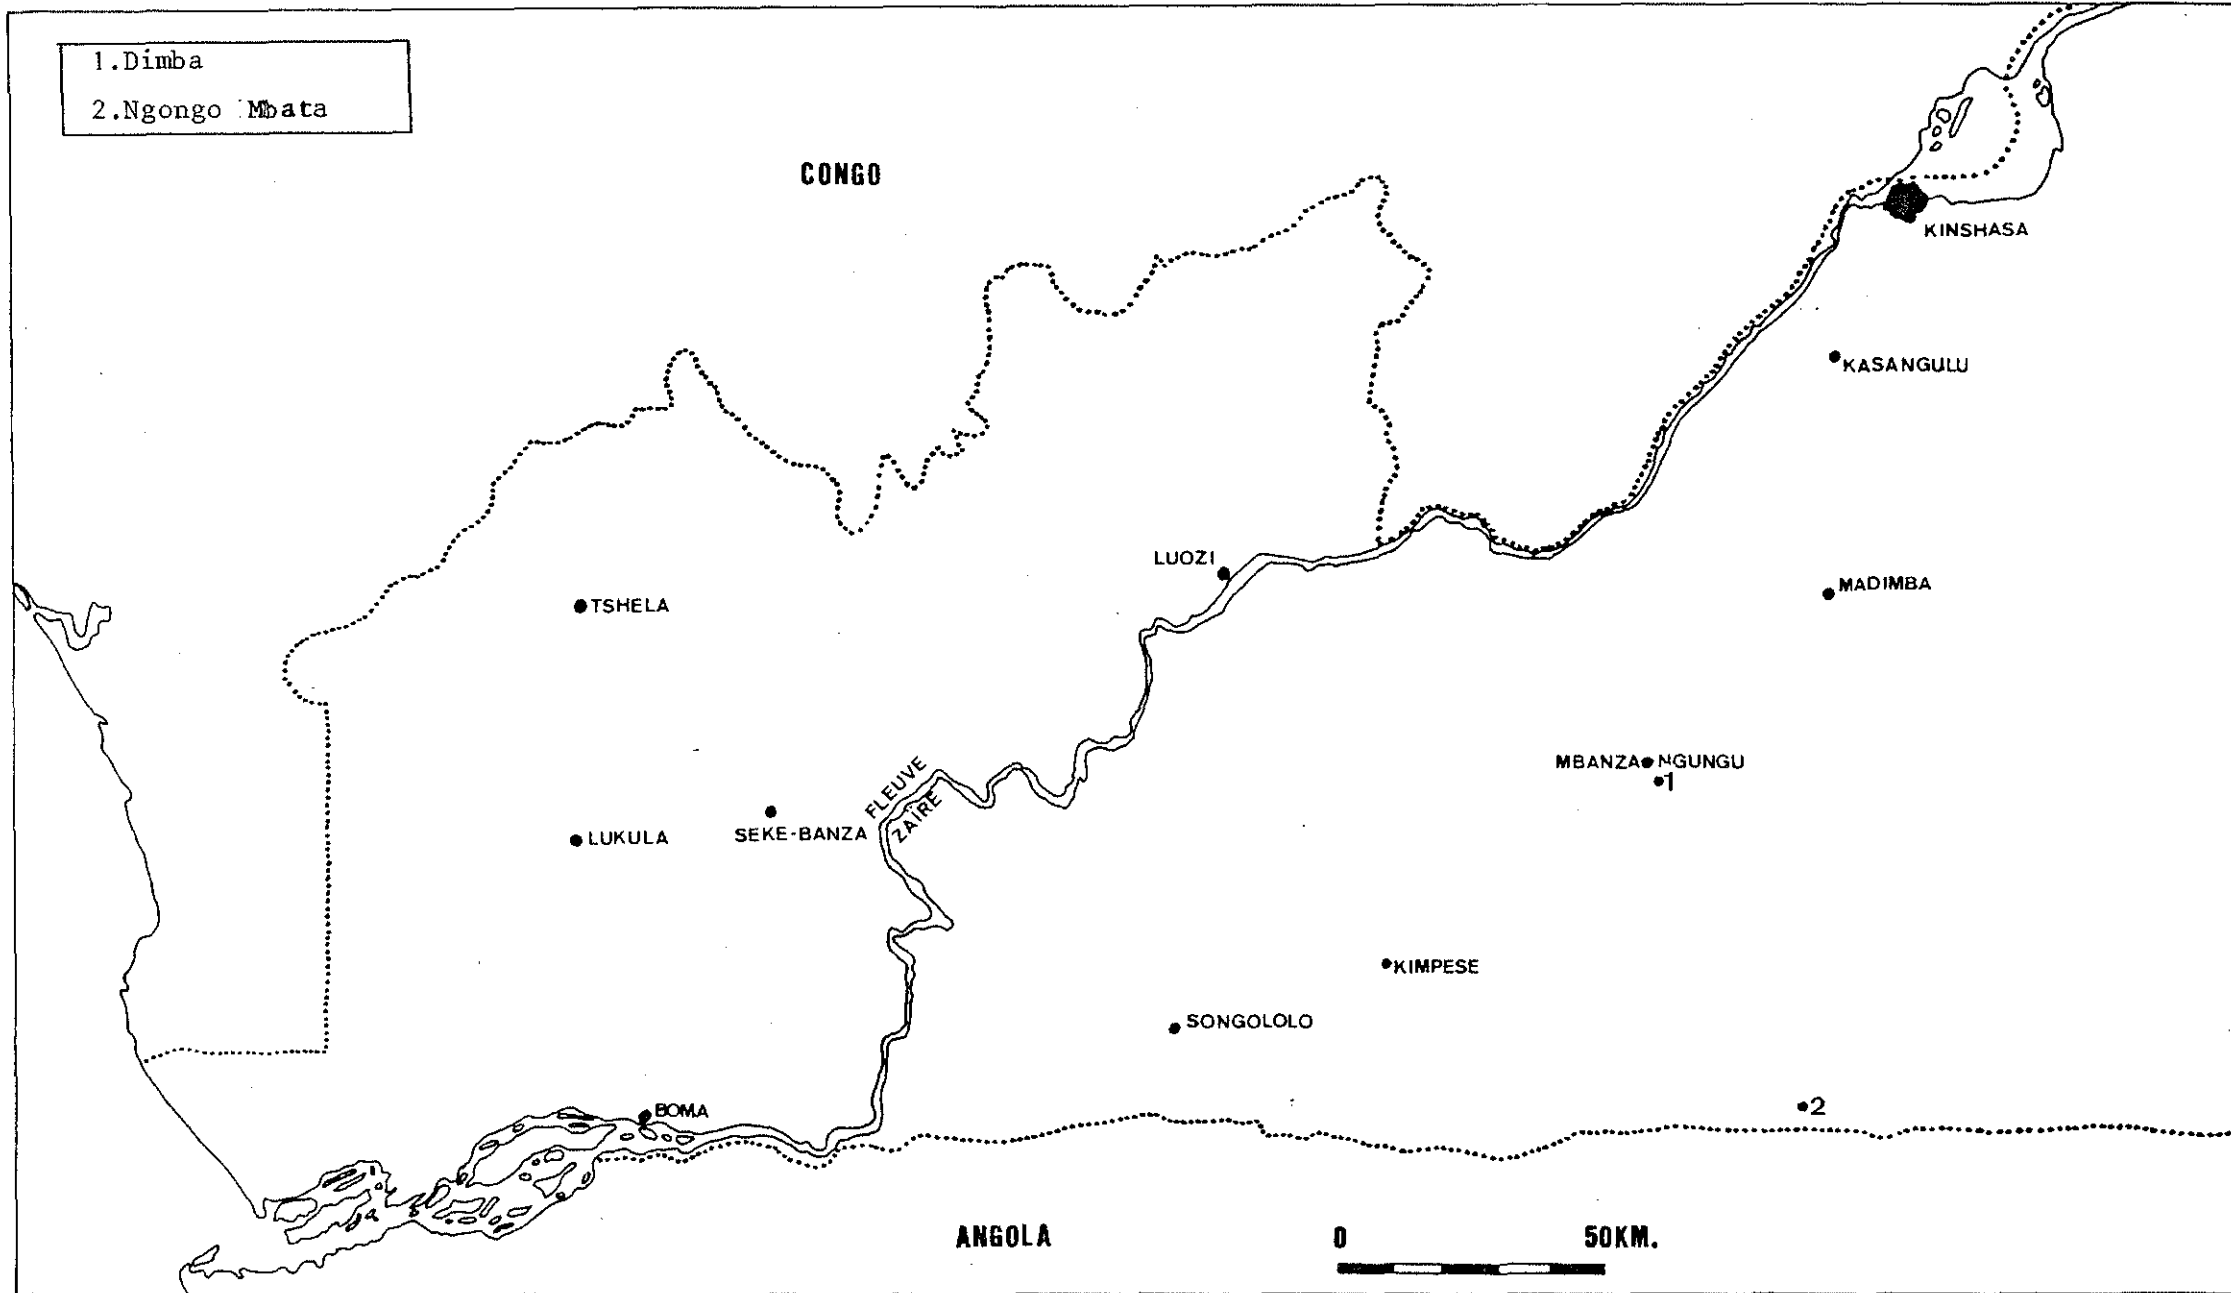 1.Dimba
2.Ngongo Mbata
CONGO
KINSHASA
KASANGULU
LUOZI
MADIMBA
TSHELA
MBANZA NGUNGU
1
FLEUVE
ZAÏRE
SEKE-BANZA
LUKULA
KIMPESE
SONGOLOLO
BOMA
2
ANGOLA
0 50KM.